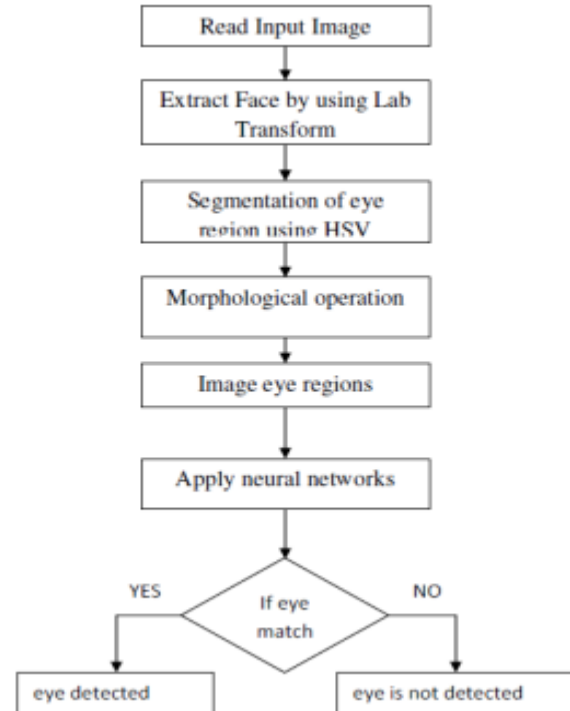 Read Input Image
Extract Face by using Lab
Transform
Segmentation of eye
region using HSV
Morphological operation
Image eye regions
Apply neural networks
YES
If eye
match
NO
eye detected
eye is not detected